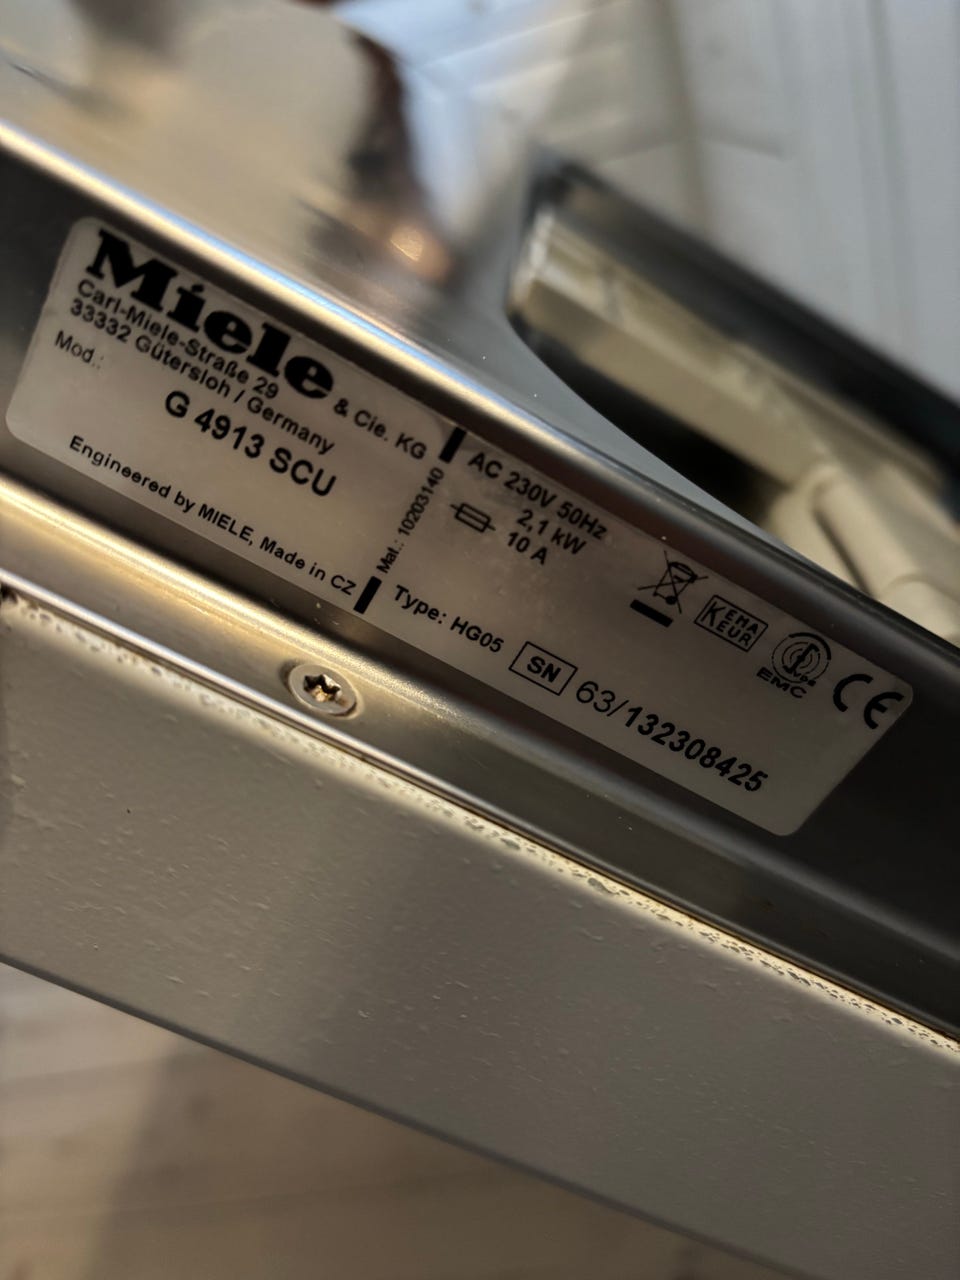 Miele & Cie. KG
Carl-Miele-Straße 29
33332 Gütersloh / Germany
Mod.:
G 4913 SCU
Engineered by MIELE, Made in CZ
Mat.: 10203140
AC 230V 50Hz
2,1 kW
10 A
Type: HG05
SN 63/132308425
KEMA
KEUR
EMC
CE